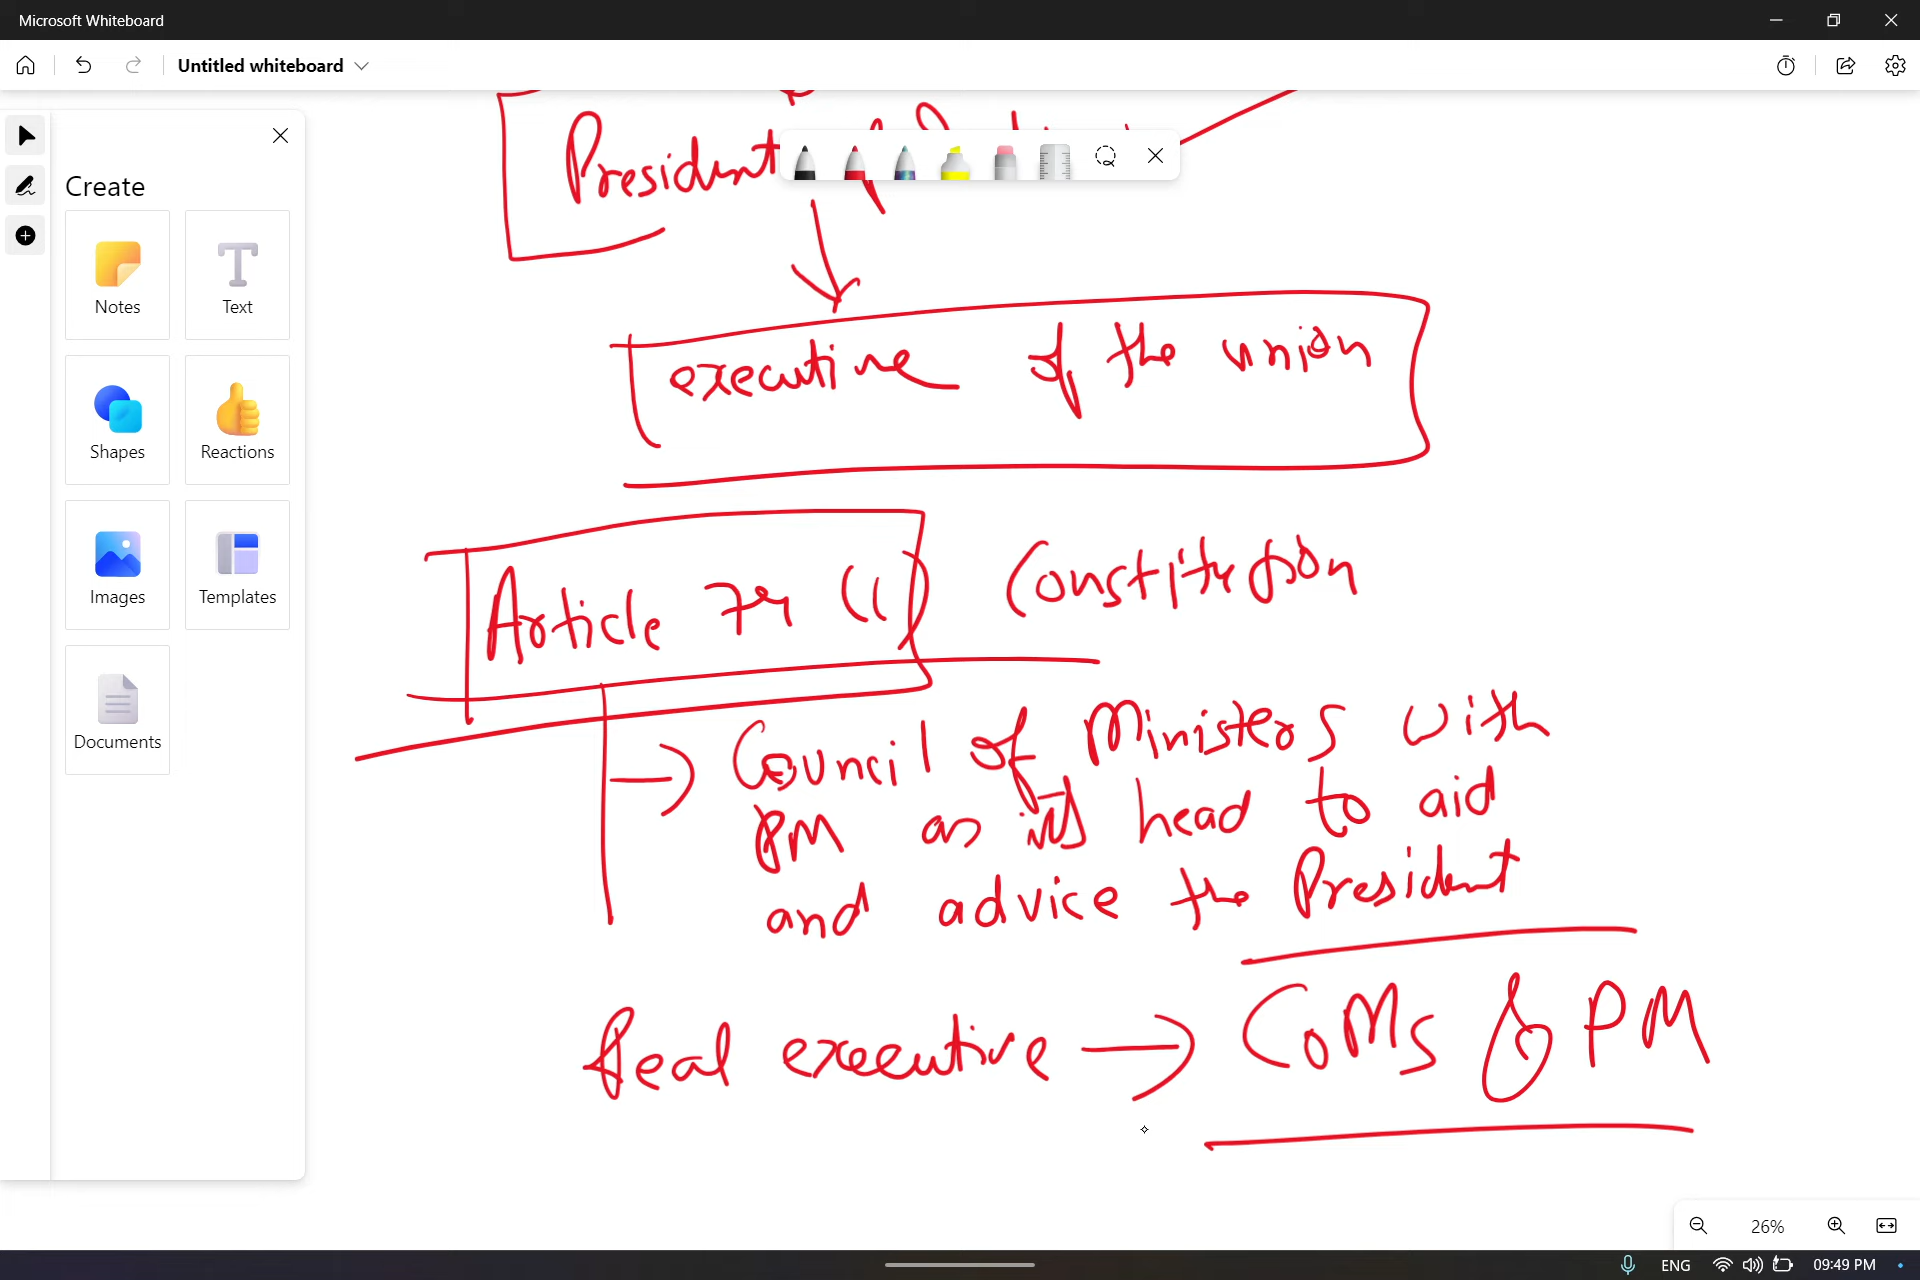 Microsoft Whiteboard
Untitled whiteboard
Create
Notes
Text
Shapes
Reactions
Images
Templates
Documents
President of
executive of the union
Article 74 (1) Constitution
Council of Ministers with
PM as its head to aid
and advice the President
Real executive → CoMs & PM
26%
ENG
09:49 PM